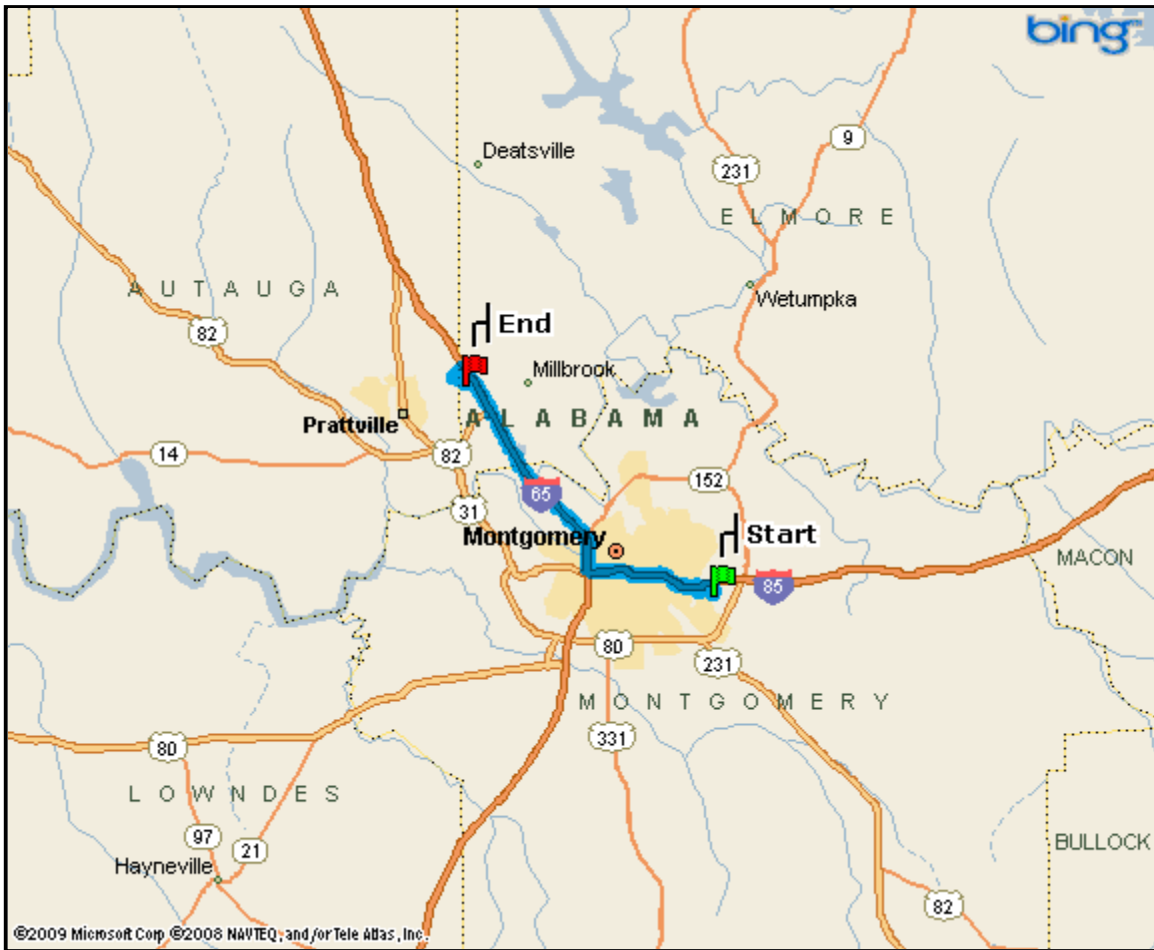 bing™
Deatsville
9
231
E L M O R E
A U T A U G A
Wetumpka
82
End
Millbrook
Prattville
A L A B A M A
14
82
152
65
31
Montgomery
Start
MACON
85
80
231
M O N T G O M E R Y
331
80
L O W N D E S
97
21
BULLOCK
Hayneville
82
©2009 Microsoft Corp ©2008 NAVTEQ, and/or Tele Atlas, Inc.